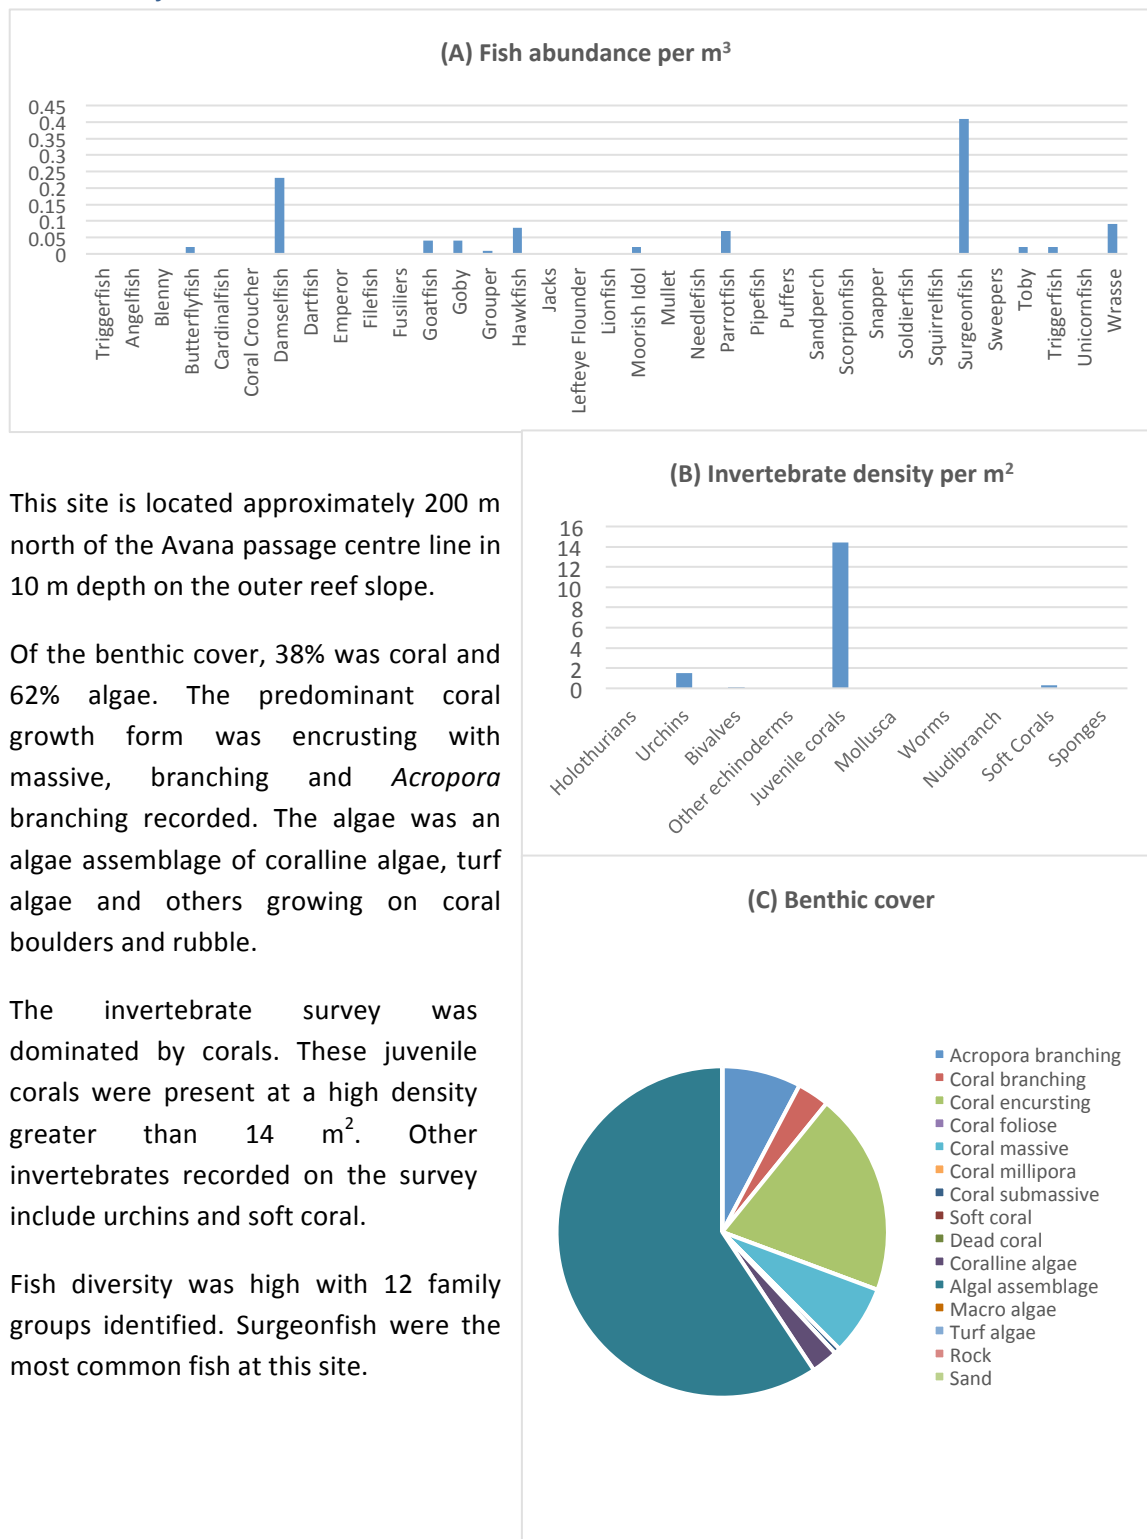 (A) Fish abundance per m³
0.45
0.4
0.35
0.3
0.25
0.2
0.15
0.1
0.05
0
Triggerfish
Angelfish
Blenny
Butterflyfish
Cardinalfish
Coral Croucher
Damselfish
Dartfish
Emperor
Filefish
Fusiliers
Goatfish
Goby
Grouper
Hawkfish
Jacks
Lefteye Flounder
Lionfish
Moorish Idol
Mullet
Needlefish
Parrotfish
Pipefish
Puffers
Sandperch
Scorpionfish
Snapper
Soldierfish
Squirrelfish
Surgeonfish
Sweepers
Toby
Triggerfish
Unicornfish
Wrasse
This site is located approximately 200 m
north of the Avana passage centre line in
10 m depth on the outer reef slope.
Of the benthic cover, 38% was coral and
62% algae. The predominant coral
growth form was encrusting with
massive, branching and Acropora
branching recorded. The algae was an
algae assemblage of coralline algae, turf
algae and others growing on coral
boulders and rubble.
The invertebrate survey was
dominated by corals. These juvenile
corals were present at a high density
greater than 14 m². Other
invertebrates recorded on the survey
include urchins and soft coral.
Fish diversity was high with 12 family
groups identified. Surgeonfish were the
most common fish at this site.
(B) Invertebrate density per m²
16
14
12
10
8
6
4
2
0
Holothurians
Urchins
Bivalves
Other echinoderms
Juvenile corals
Mollusca
Worms
Nudibranch
Soft Corals
Sponges
(C) Benthic cover
Acropora branching
Coral branching
Coral encursting
Coral foliose
Coral massive
Coral millipora
Coral submassive
Soft coral
Dead coral
Coralline algae
Algal assemblage
Macro algae
Turf algae
Rock
Sand